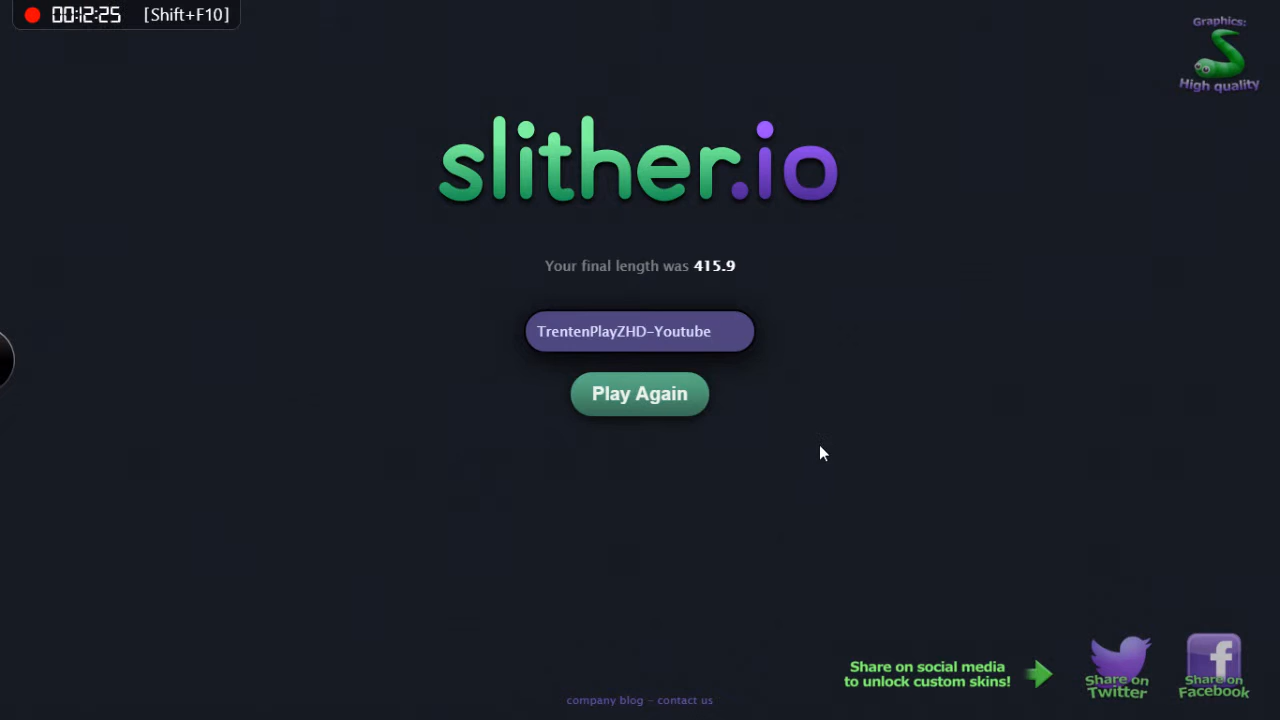 00:12:25 [Shift+F10]
Graphics:
High quality
slither.io
Your final length was 415.9
TrentenPlayZHD-Youtube
Play Again
Share on social media
to unlock custom skins!
Share on
Twitter
f
Share on
Facebook
company blog - contact us